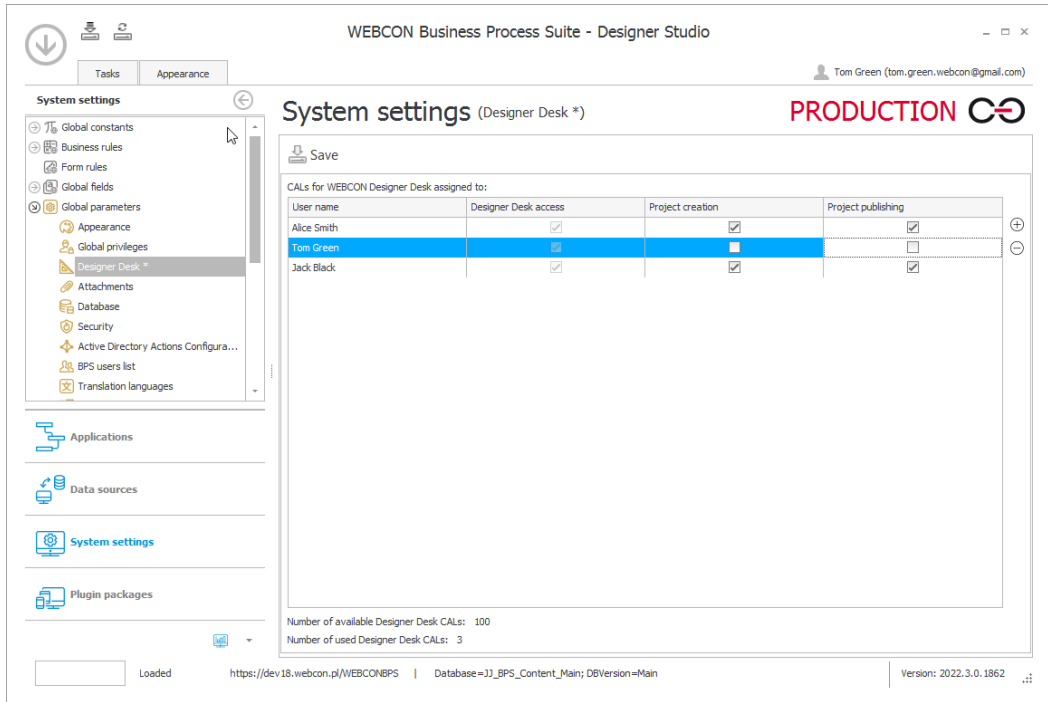 WEBCON Business Process Suite - Designer Studio
Tasks
Appearance
Tom Green (tom.green.webcon@gmail.com)
System settings
Global constants
Business rules
Form rules
Global fields
Global parameters
Appearance
Global privileges
Designer Desk *
Attachments
Database
Security
Active Directory Actions Configura...
BPS users list
Translation languages
Applications
Data sources
System settings
Plugin packages
System settings (Designer Desk *)
PRODUCTION
Save
CALs for WEBCON Designer Desk assigned to:
User name Designer Desk access Project creation Project publishing
Alice Smith
Tom Green
Jack Black
Number of available Designer Desk CALs: 100
Number of used Designer Desk CALs: 3
Loaded https://dev18.webcon.pl/WEBCONBPS | Database=JJ_BPS_Content_Main; DBVersion=Main Version: 2022.3.0.1862